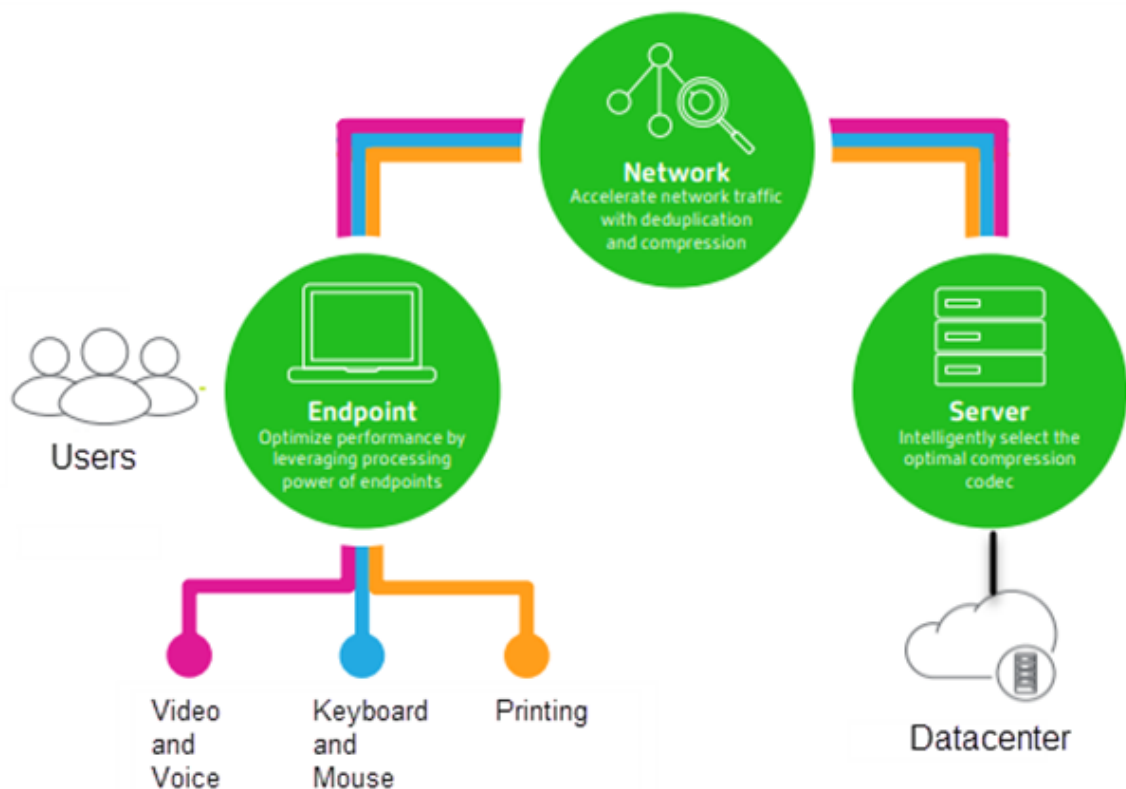 Network
Accelerate network traffic
with deduplication
and compression
Endpoint
Optimize performance by
leveraging processing
power of endpoints
Server
Intelligently select the
optimal compression
codec
Users
Video
and
Voice
Keyboard
and
Mouse
Printing
Datacenter